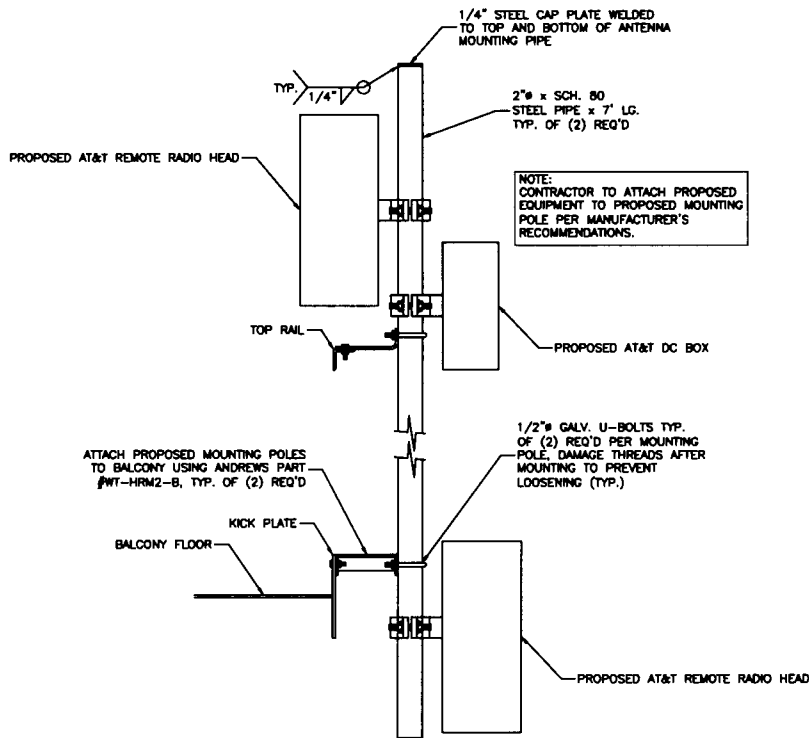 1/4" STEEL CAP PLATE WELDED
TO TOP AND BOTTOM OF ANTENNA
MOUNTING PIPE
TYP.
1/4"
2"ø x SCH. 80
STEEL PIPE x 7' LG.
TYP. OF (2) REQ'D
PROPOSED AT&T REMOTE RADIO HEAD
NOTE:
CONTRACTOR TO ATTACH PROPOSED
EQUIPMENT TO PROPOSED MOUNTING
POLE PER MANUFACTURER'S
RECOMMENDATIONS.
TOP RAIL
PROPOSED AT&T DC BOX
1/2"ø GALV. U-BOLTS TYP.
OF (2) REQ'D PER MOUNTING
POLE, DAMAGE THREADS AFTER
MOUNTING TO PREVENT
LOOSENING (TYP.)
ATTACH PROPOSED MOUNTING POLES
TO BALCONY USING ANDREWS PART
#WT-HRM2-B, TYP. OF (2) REQ'D
KICK PLATE
BALCONY FLOOR
PROPOSED AT&T REMOTE RADIO HEAD